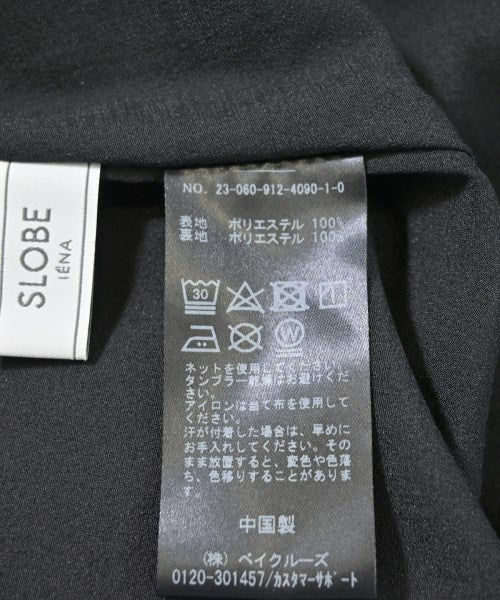 SLOBE
IÉNA
NO. 23-060-912-4090-1-0
表地 ポリエステル 100%
裏地 ポリエステル 100%
30
W
ネットを使用してください。
タンブラー乾燥はお避けくだ
さい。
アイロンは当て布を使用して
ください。
汗が付着した場合は、早めに
お手入れしてください。その
まま放置すると、変色や色落
ち、色移りすることがありま
す。
中国製
(株) ベイクルーズ
0120-301457/カスタマーサポート